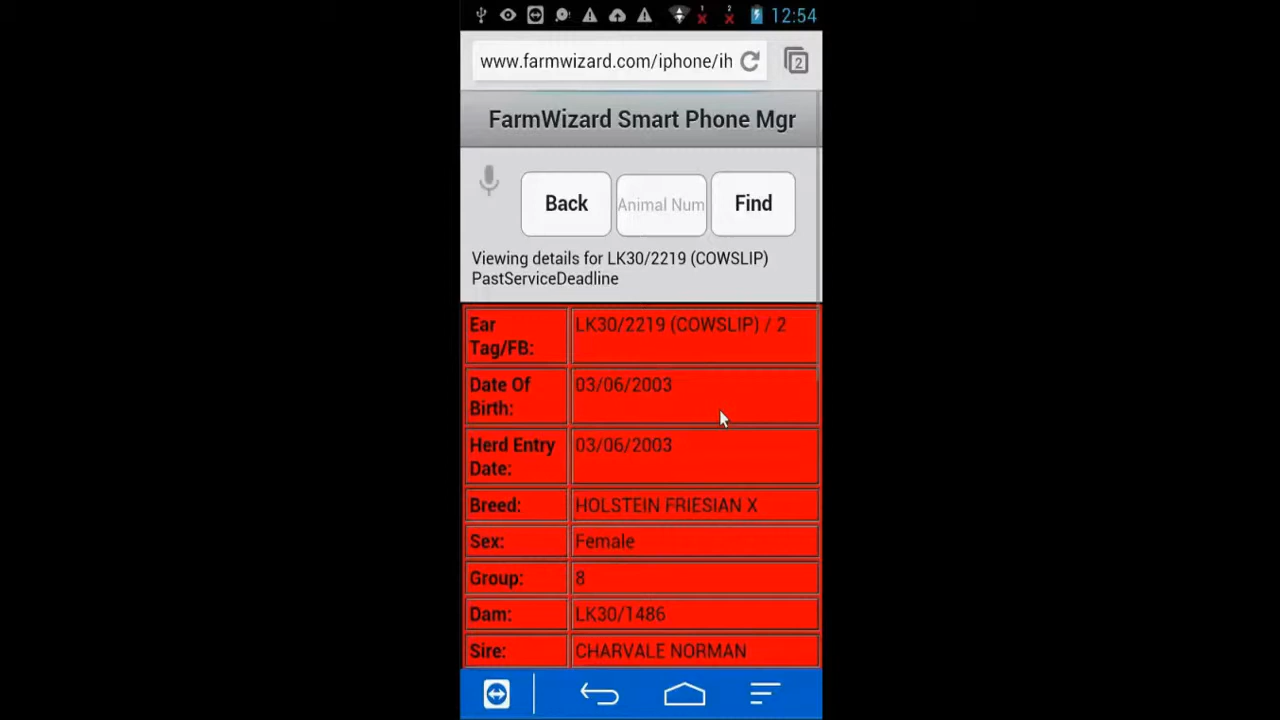 12:54
www.farmwizard.com/iphone/ih
2
FarmWizard Smart Phone Mgr
Back
Animal Num
Find
Viewing details for LK30/2219 (COWSLIP)
PastServiceDeadline
Ear
Tag/FB:
LK30/2219 (COWSLIP) / 2
Date Of
Birth:
03/06/2003
Herd Entry
Date:
03/06/2003
Breed:
HOLSTEIN FRIESIAN X
Sex:
Female
Group:
8
Dam:
LK30/1486
Sire:
CHARVALE NORMAN